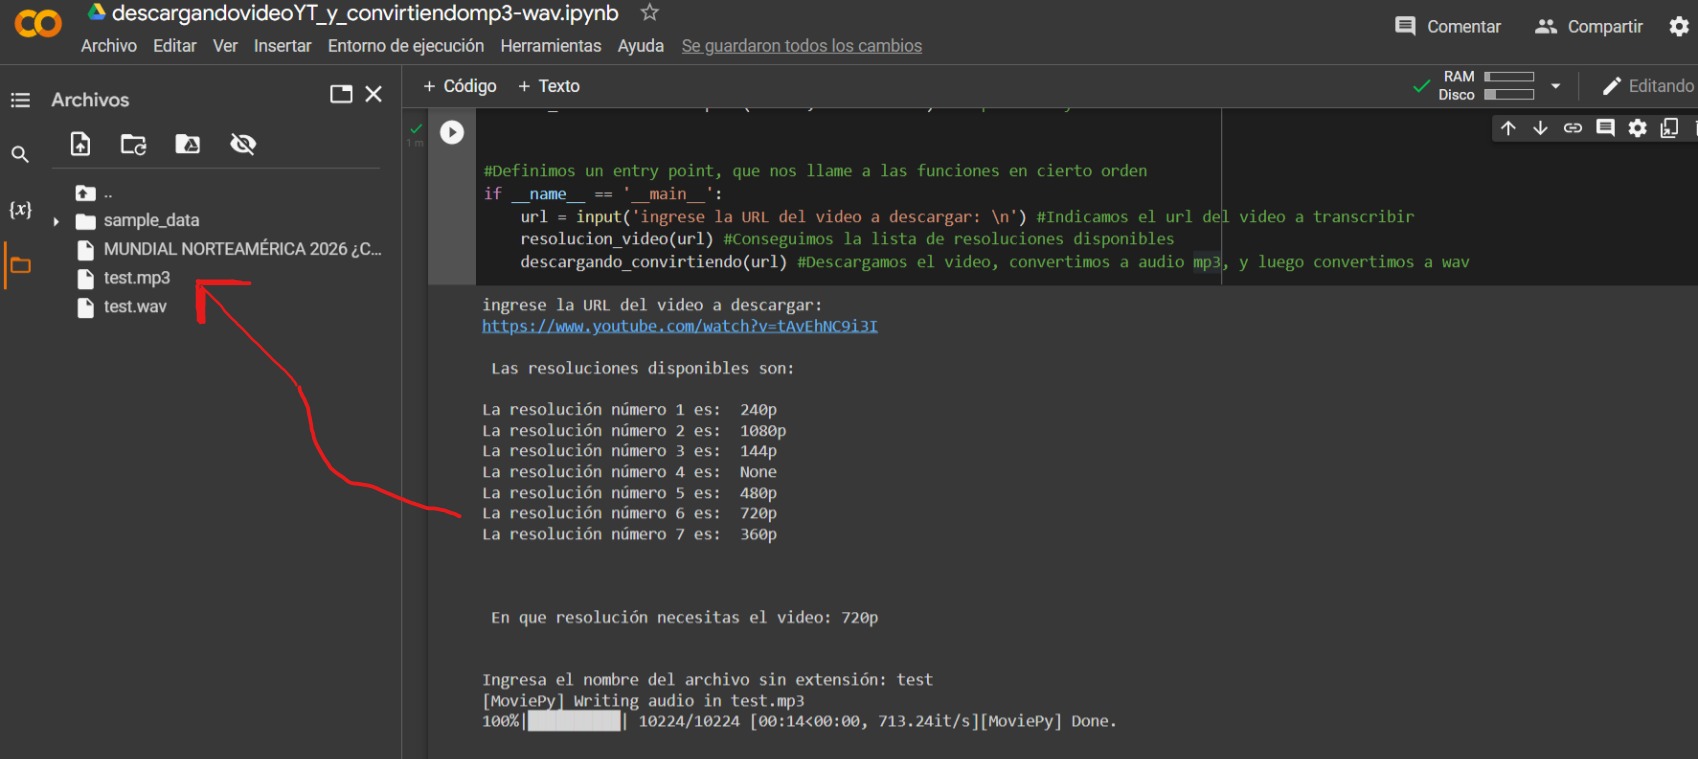 descargandovideoYT_y_convirtiendomp3-wav.ipynb
Comentar
Compartir
Archivo Editar Ver Insertar Entorno de ejecución Herramientas Ayuda Se guardaron todos los cambios
Archivos
+ Código + Texto
RAM
Disco
Editando
..
sample_data
MUNDIAL NORTEAMÉRICA 2026 ¿C...
test.mp3
test.wav
{x}
1 m
#Definimos un entry point, que nos llame a las funciones en cierto orden
if __name__ == '__main__':
url = input('ingrese la URL del video a descargar: \n') #Indicamos el url del video a transcribir
resolucion_video(url) #Conseguimos la lista de resoluciones disponibles
descargando_convirtiendo(url) #Descargamos el video, convertimos a audio mp3, y luego convertimos a wav
ingrese la URL del video a descargar:
https://www.youtube.com/watch?v=tAvEhNC9i3I
Las resoluciones disponibles son:
La resolución número 1 es: 240p
La resolución número 2 es: 1080p
La resolución número 3 es: 144p
La resolución número 4 es: None
La resolución número 5 es: 480p
La resolución número 6 es: 720p
La resolución número 7 es: 360p
En que resolución necesitas el video: 720p
Ingresa el nombre del archivo sin extensión: test
[MoviePy] Writing audio in test.mp3
100%|██████████| 10224/10224 [00:14<00:00, 713.24it/s][MoviePy] Done.